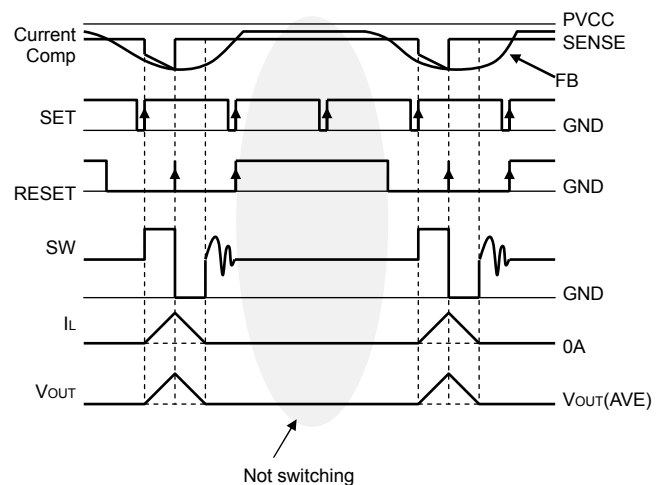 PVCC
Current
Comp
SENSE
FB
SET
GND
RESET
GND
SW
GND
IL
0A
VOUT
VOUT(AVE)
Not switching